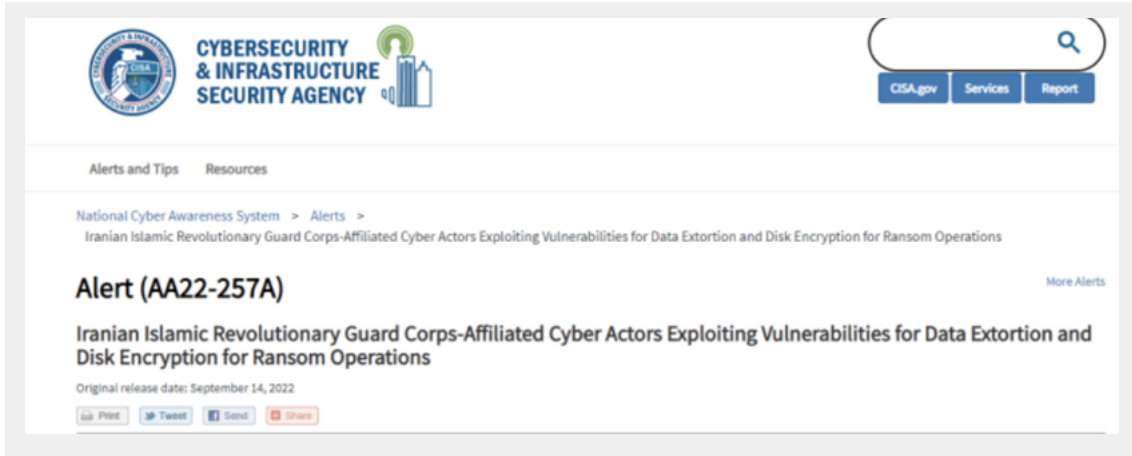 CYBERSECURITY
& INFRASTRUCTURE
SECURITY AGENCY
CISA
CISA.gov Services Report
Alerts and Tips Resources
National Cyber Awareness System > Alerts >
Iranian Islamic Revolutionary Guard Corps-Affiliated Cyber Actors Exploiting Vulnerabilities for Data Extortion and Disk Encryption for Ransom Operations
Alert (AA22-257A)
More Alerts
Iranian Islamic Revolutionary Guard Corps-Affiliated Cyber Actors Exploiting Vulnerabilities for Data Extortion and
Disk Encryption for Ransom Operations
Original release date: September 14, 2022
Print Tweet Send Share